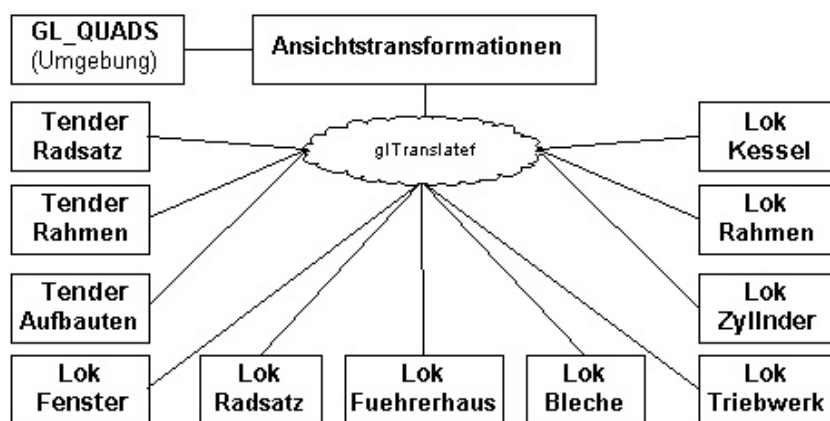 GL_QUADS
(Umgebung)
Ansichtstransformationen
Tender
Radsatz
glTranslatef
Lok
Kessel
Tender
Rahmen
Lok
Rahmen
Tender
Aufbauten
Lok
Zylinder
Lok
Fenster
Lok
Radsatz
Lok
Fuehrerhaus
Lok
Bleche
Lok
Triebwerk